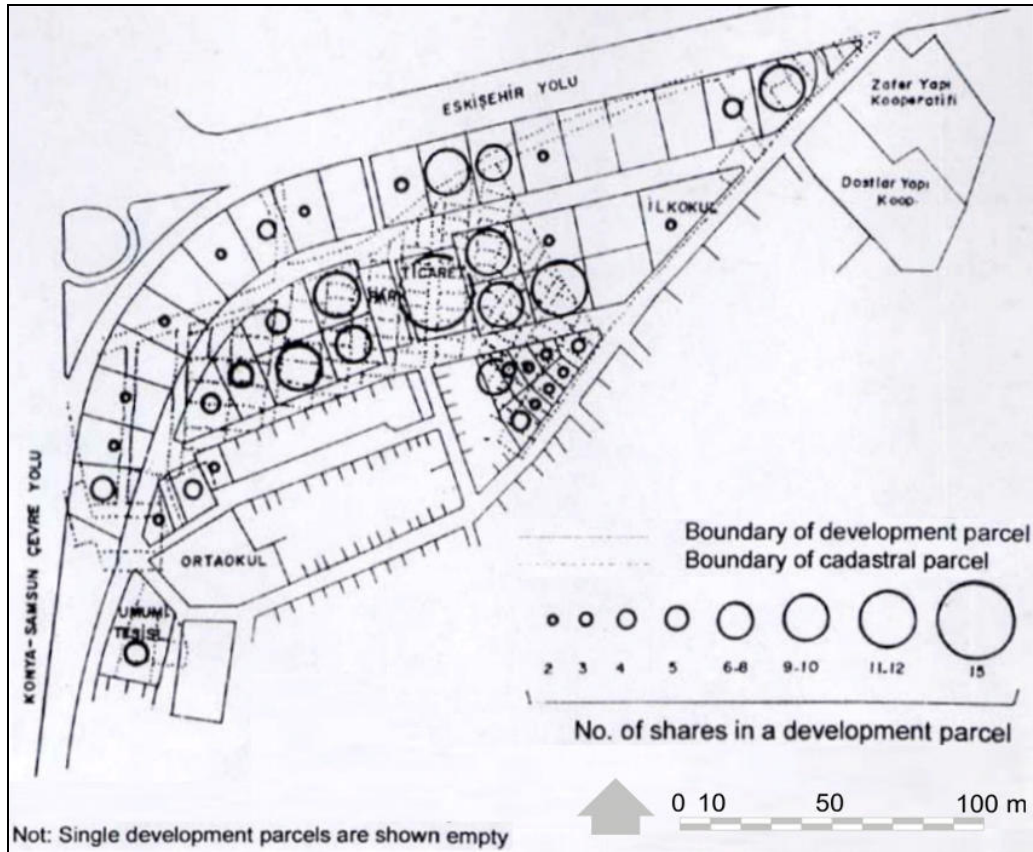 ESKİŞEHİR YOLU
Zafer Yapı
Kooperatifi
Dostlar Yapı
Koop.
İLKOKUL
TİCARET
PARK
KONYA-SAMSUN ÇEVRE YOLU
ORTAOKUL
UMUMİ
TESİSİ
Boundary of development parcel
Boundary of cadastral parcel
2 3 4 5 6-8 9-10 11-12 15
No. of shares in a development parcel
0 10 50 100 m
Not: Single development parcels are shown empty